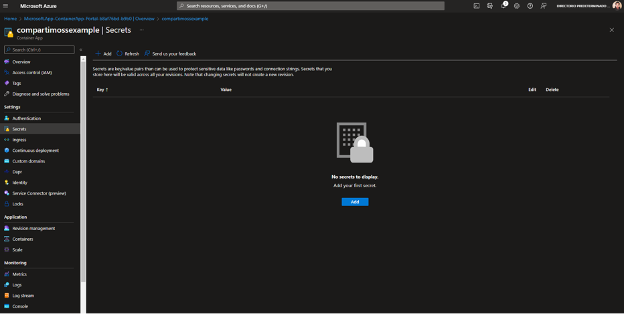 Microsoft Azure
Search resources, services, and docs (G+/)
DIRECTORIO PREDETERMINADO
Home > Microsoft.App-ContainerApp-Portal | Overview > compartimossexample
compartimossexample | Secrets
Container App
Search (Ctrl+/)
Add
Refresh
Send us your feedback
Overview
Access control (IAM)
Tags
Diagnose and solve problems
Settings
Authentication
Secrets
Ingress
Continuous deployment
Custom domains
Dapr
Identity
Service Connector (preview)
Locks
Application
Revision management
Containers
Scale
Monitoring
Metrics
Logs
Log stream
Console
Secrets are key/value pairs than can be used to protect sensitive data like passwords and connection strings. Secrets that you
store here will be valid across all your revisions. Note that changing secrets will not create a new revision.
Key ↑
Value
Edit
Delete
No secrets to display
Add your first secret
Add